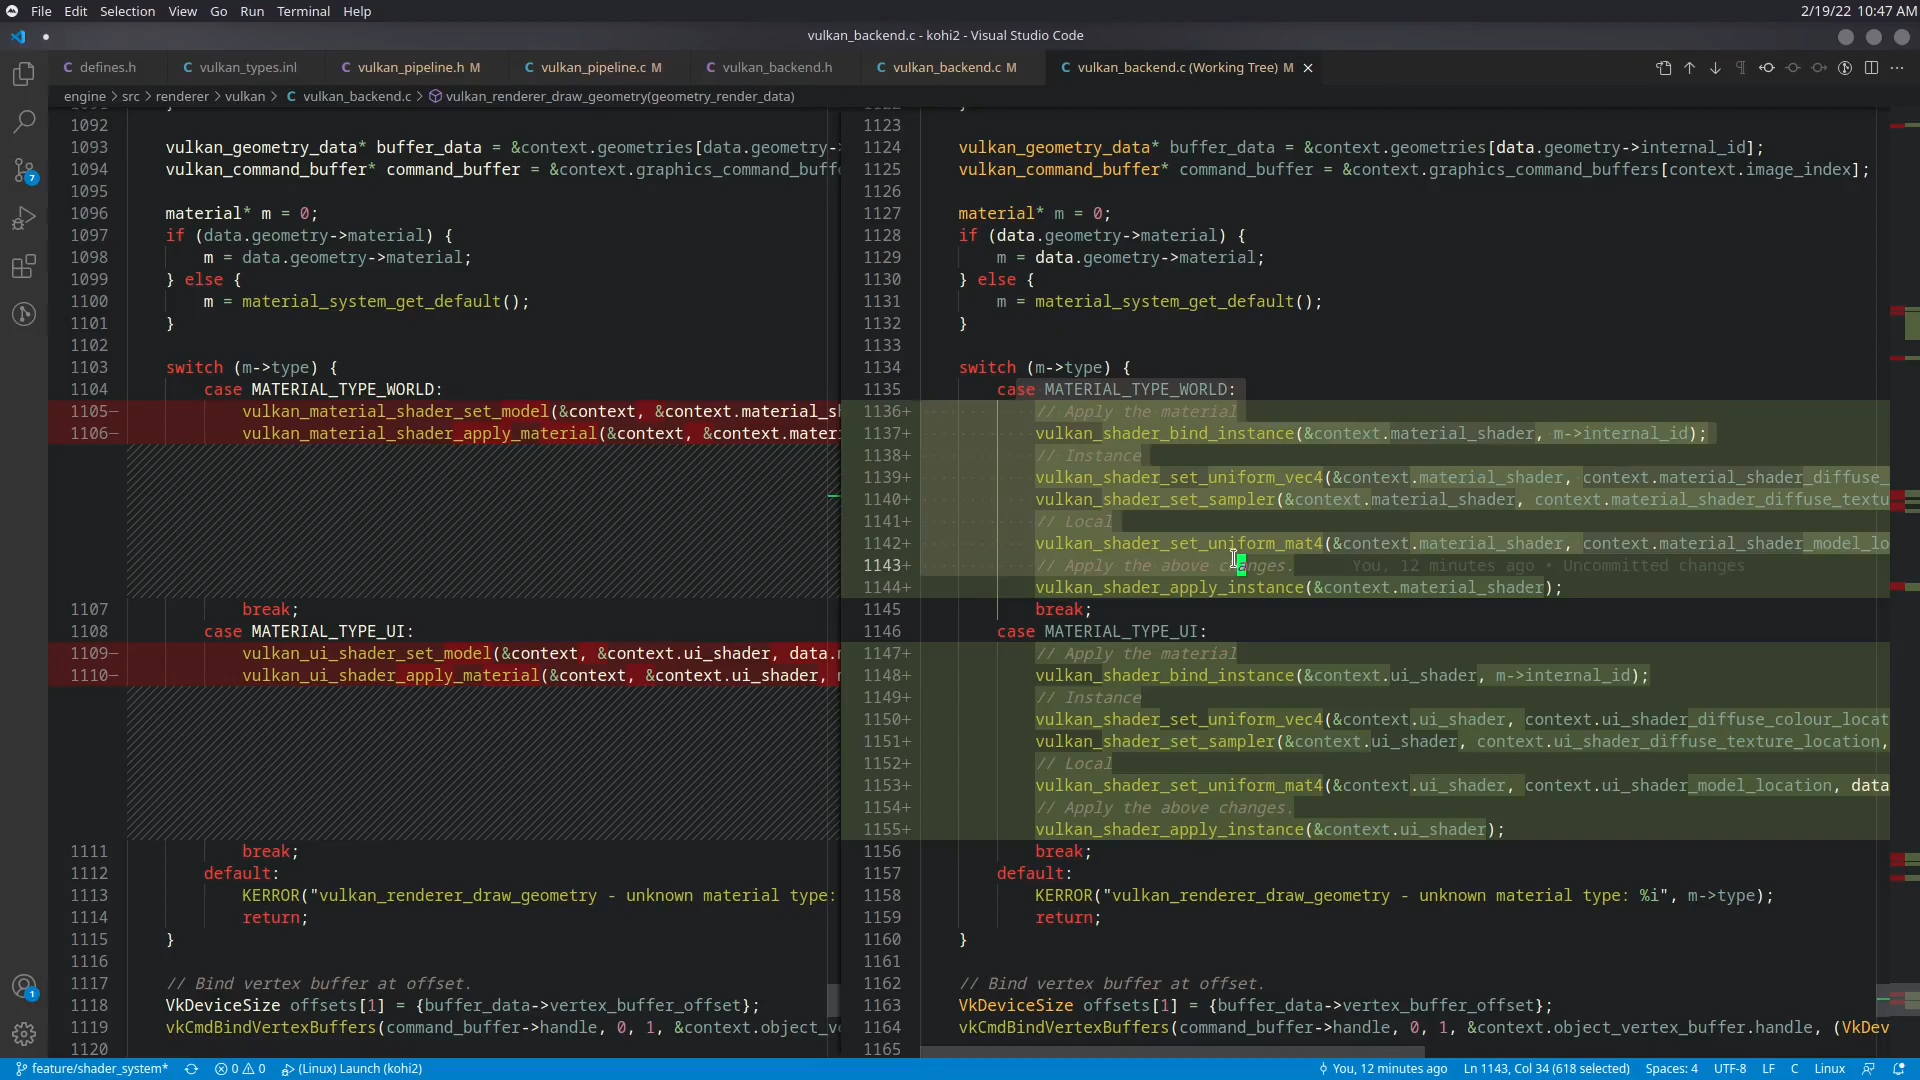 File Edit Selection View Go Run Terminal Help 2/19/22 10:47 AM
vulkan_backend.c - kohi2 - Visual Studio Code
defines.h vulkan_types.inl vulkan_pipeline.h M vulkan_pipeline.c M vulkan_backend.h vulkan_backend.c M vulkan_backend.c (Working Tree) M
engine > src > renderer > vulkan > C vulkan_backend.c > vulkan_renderer_draw_geometry(geometry_render_data)
1092
1093 vulkan_geometry_data* buffer_data = &context.geometries[data.geometry-
1094 vulkan_command_buffer* command_buffer = &context.graphics_command_buff
1095
1096 material* m = 0;
1097 if (data.geometry->material) {
1098 m = data.geometry->material;
1099 } else {
1100 m = material_system_get_default();
1101 }
1102
1103 switch (m->type) {
1104 case MATERIAL_TYPE_WORLD:
1105— vulkan_material_shader_set_model(&context, &context.material_s
1106— vulkan_material_shader_apply_material(&context, &context.mater
1107 break;
1108 case MATERIAL_TYPE_UI:
1109— vulkan_ui_shader_set_model(&context, &context.ui_shader, data.
1110— vulkan_ui_shader_apply_material(&context, &context.ui_shader,
1111 break;
1112 default:
1113 KERROR("vulkan_renderer_draw_geometry - unknown material type:
1114 return;
1115 }
1116
1117 // Bind vertex buffer at offset.
1118 VkDeviceSize offsets[1] = {buffer_data->vertex_buffer_offset};
1119 vkCmdBindVertexBuffers(command_buffer->handle, 0, 1, &context.object_v
1120
1123
1124 vulkan_geometry_data* buffer_data = &context.geometries[data.geometry->internal_id];
1125 vulkan_command_buffer* command_buffer = &context.graphics_command_buffers[context.image_index];
1126
1127 material* m = 0;
1128 if (data.geometry->material) {
1129 m = data.geometry->material;
1130 } else {
1131 m = material_system_get_default();
1132 }
1133
1134 switch (m->type) {
1135 case MATERIAL_TYPE_WORLD:
1136+ // Apply the material
1137+ vulkan_shader_bind_instance(&context.material_shader, m->internal_id);
1138+ // Instance
1139+ vulkan_shader_set_uniform_vec4(&context.material_shader, context.material_shader_diffuse_
1140+ vulkan_shader_set_sampler(&context.material_shader, context.material_shader_diffuse_textu
1141+ // Local
1142+ vulkan_shader_set_uniform_mat4(&context.material_shader, context.material_shader_model_lo
1143+ // Apply the above changes. You, 12 minutes ago • Uncommitted changes
1144+ vulkan_shader_apply_instance(&context.material_shader);
1145 break;
1146 case MATERIAL_TYPE_UI:
1147+ // Apply the material
1148+ vulkan_shader_bind_instance(&context.ui_shader, m->internal_id);
1149+ // Instance
1150+ vulkan_shader_set_uniform_vec4(&context.ui_shader, context.ui_shader_diffuse_colour_locat
1151+ vulkan_shader_set_sampler(&context.ui_shader, context.ui_shader_diffuse_texture_location,
1152+ // Local
1153+ vulkan_shader_set_uniform_mat4(&context.ui_shader, context.ui_shader_model_location, data
1154+ // Apply the above changes.
1155+ vulkan_shader_apply_instance(&context.ui_shader);
1156 break;
1157 default:
1158 KERROR("vulkan_renderer_draw_geometry - unknown material type: %i", m->type);
1159 return;
1160 }
1161
1162 // Bind vertex buffer at offset.
1163 VkDeviceSize offsets[1] = {buffer_data->vertex_buffer_offset};
1164 vkCmdBindVertexBuffers(command_buffer->handle, 0, 1, &context.object_vertex_buffer.handle, (VkDev
1165
7
1
feature/shader_system* 0 0 (Linux) Launch (kohi2) You, 12 minutes ago Ln 1143, Col 34 (618 selected) Spaces: 4 UTF-8 LF C Linux